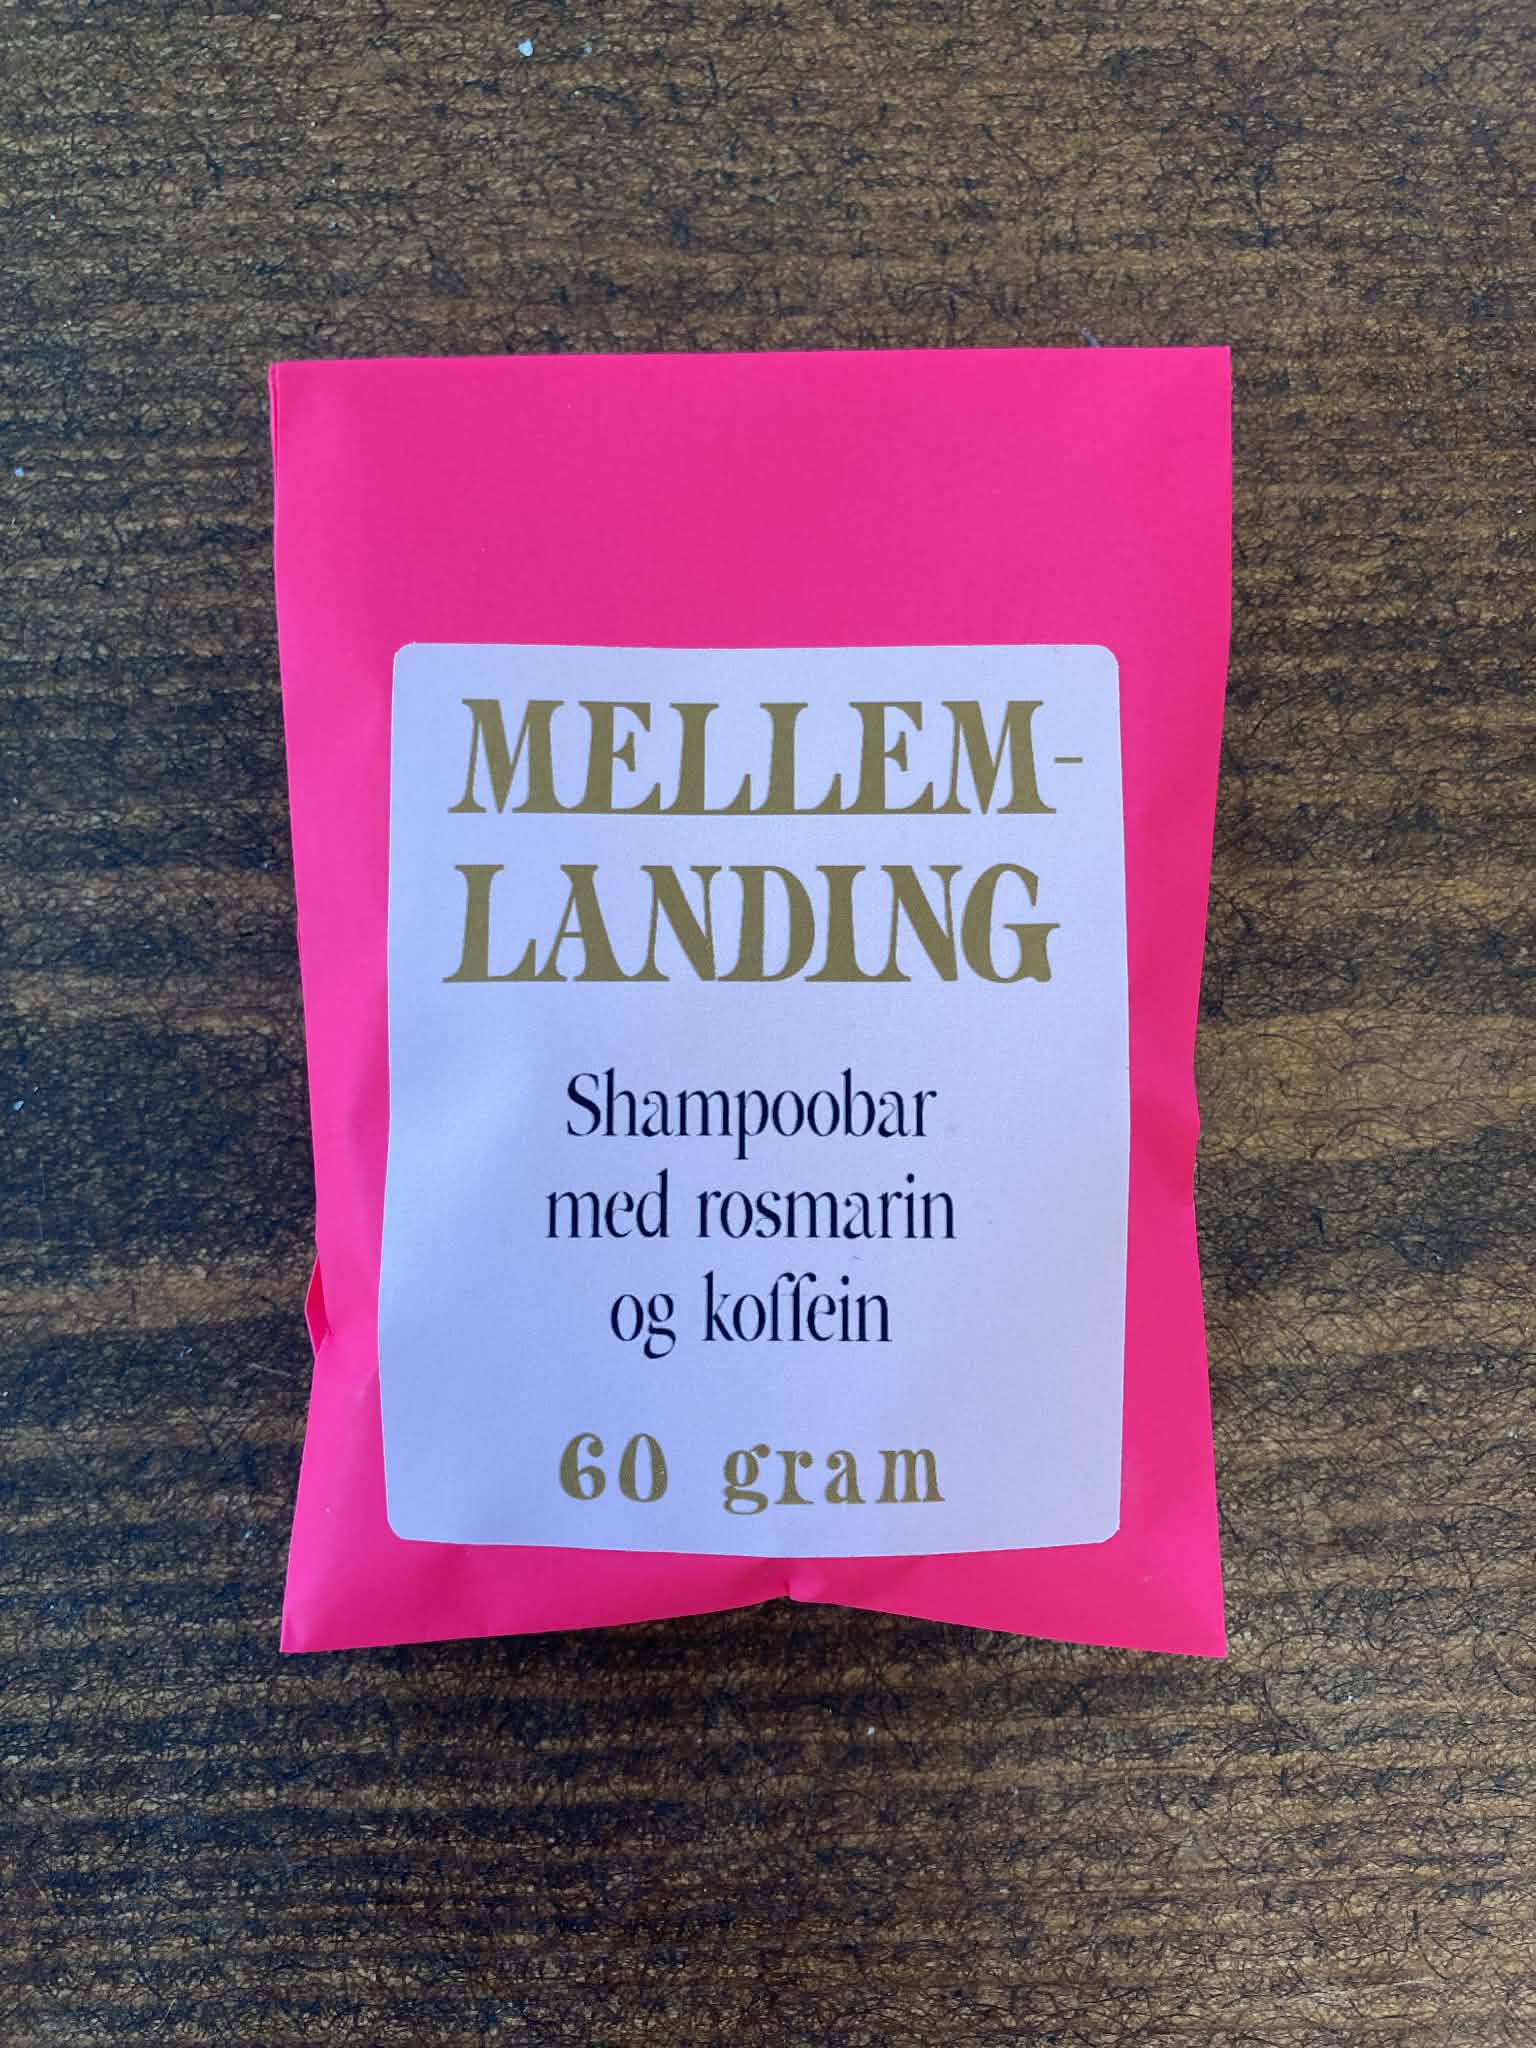 MELLEM-
LANDING
Shampoobar
med rosmarin
og koffein
60 gram